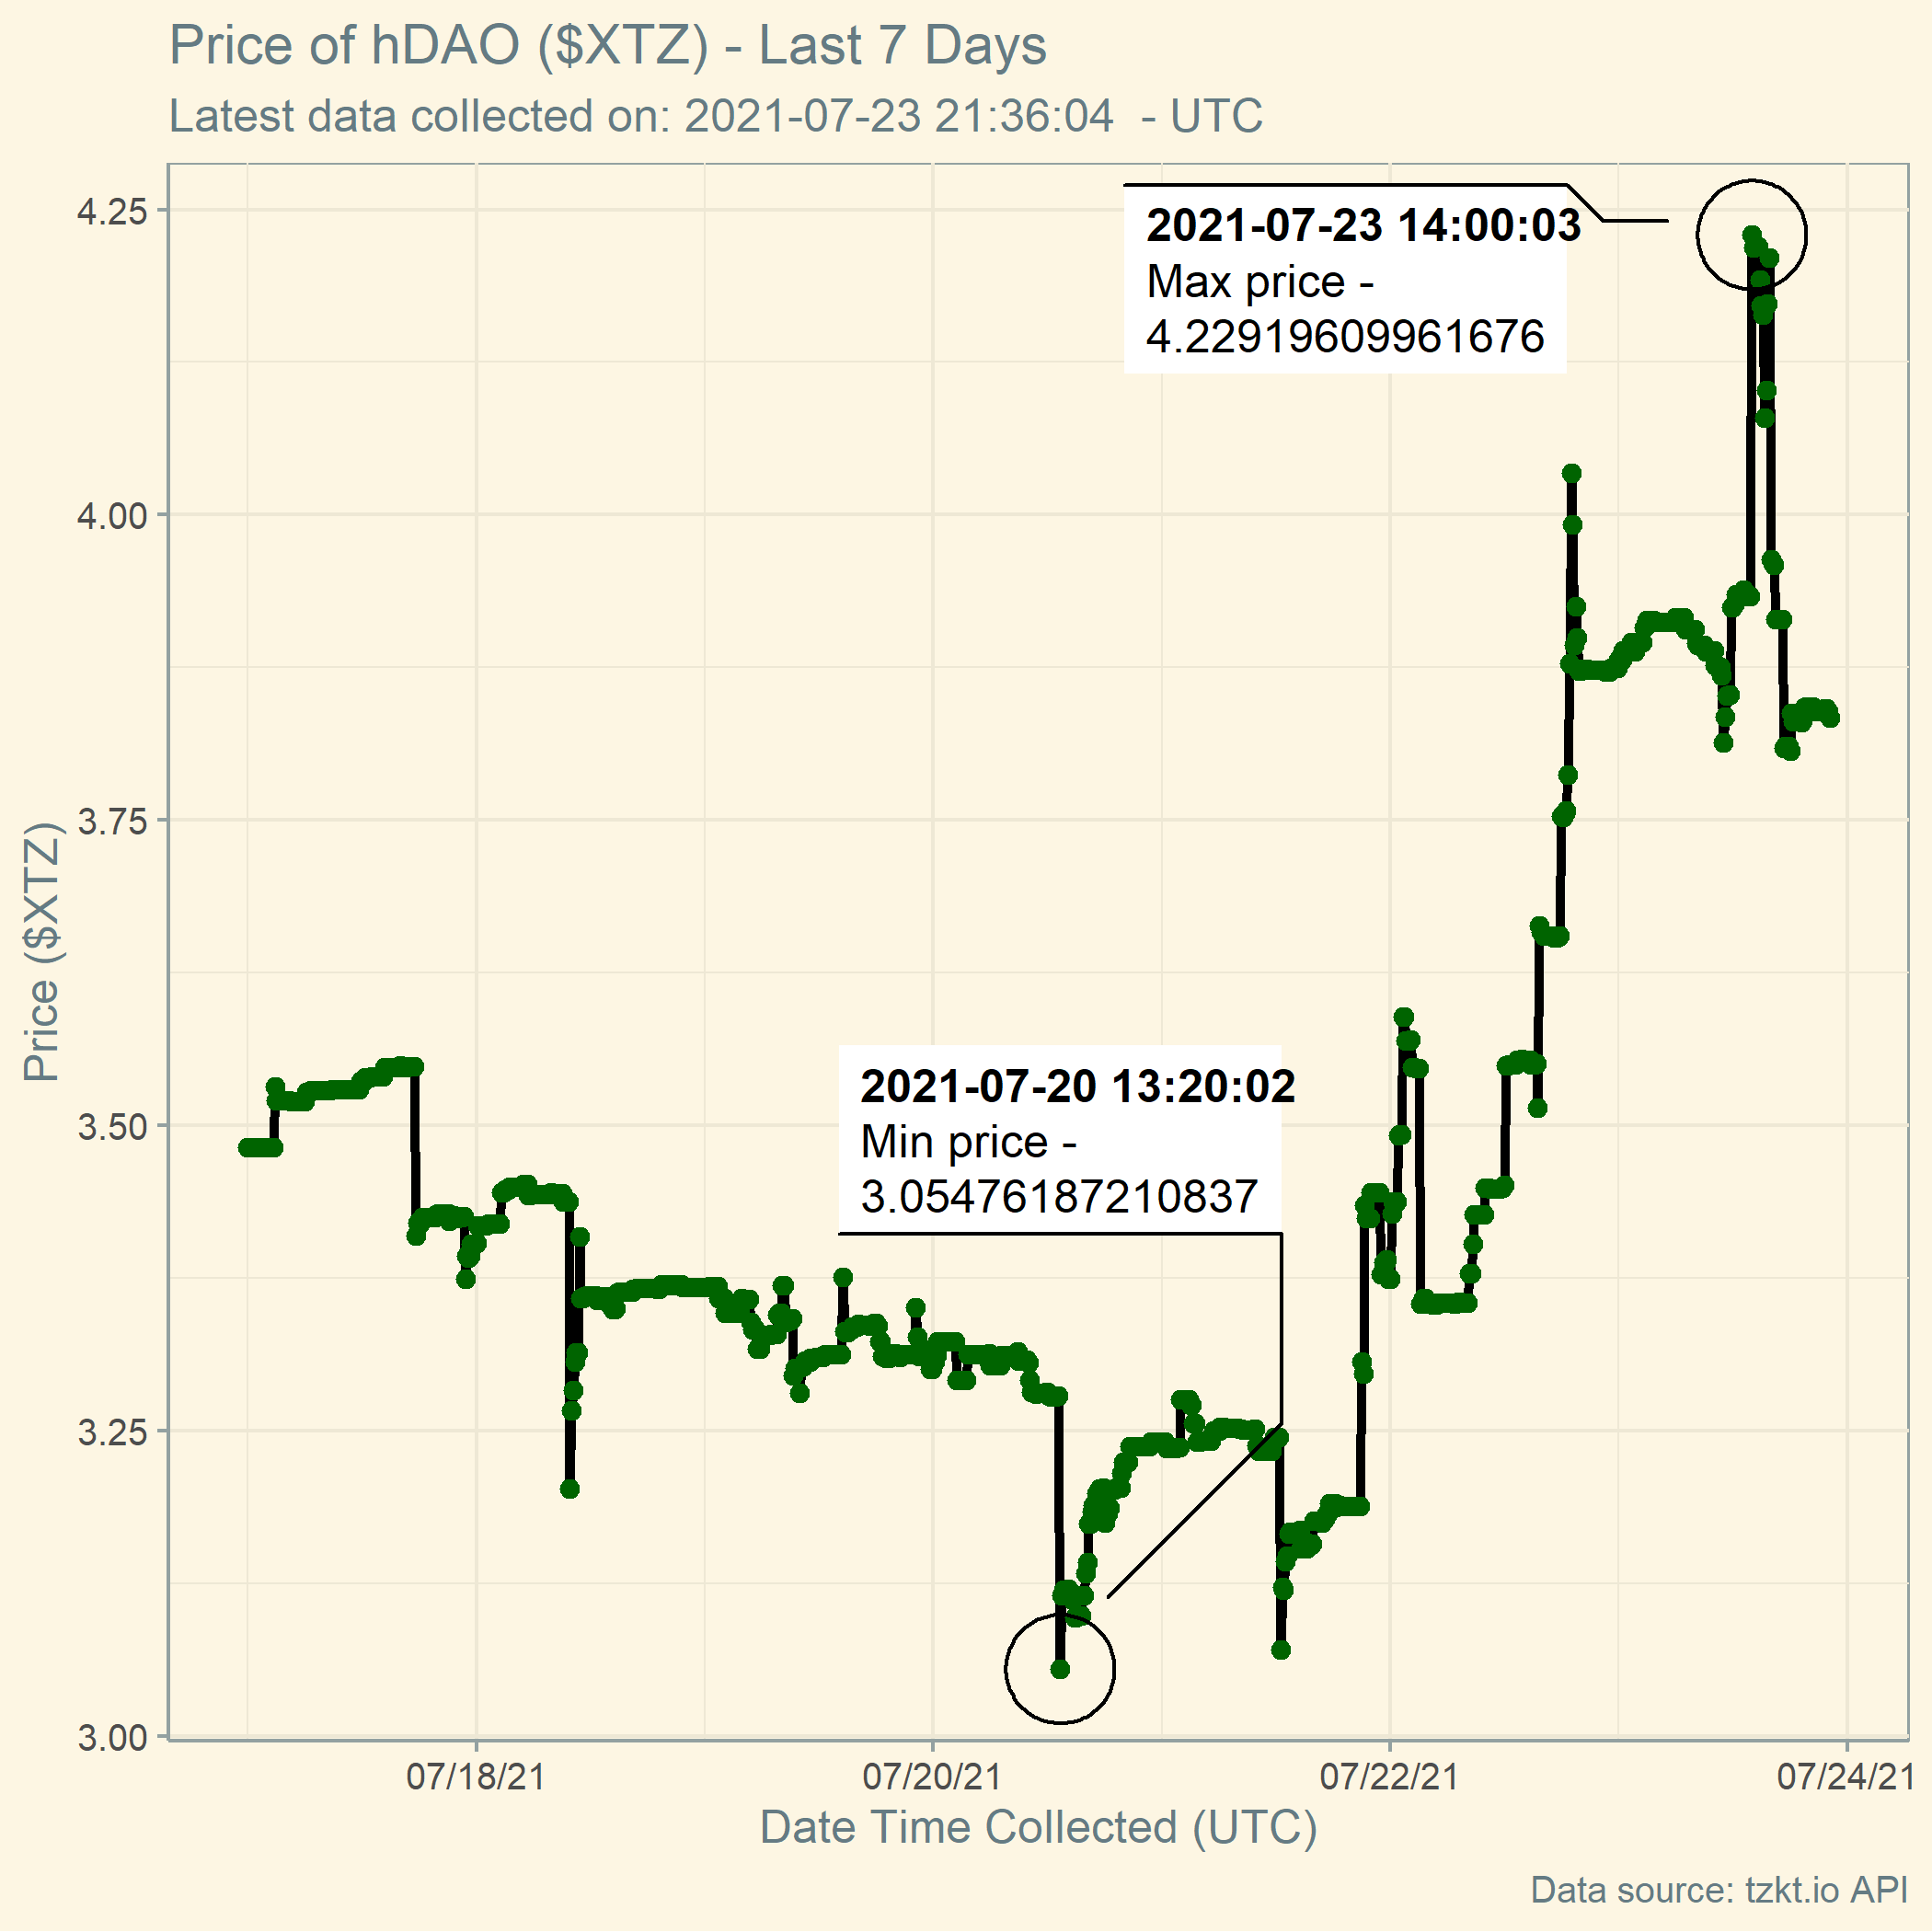 Price of hDAO ($XTZ) - Last 7 Days
Latest data collected on: 2021-07-23 21:36:04  - UTC
4.25
4.00
3.75
3.50
3.25
3.00
Price ($XTZ)
2021-07-23 14:00:03
Max price -
4.22919609961676
2021-07-20 13:20:02
Min price -
3.05476187210837
07/18/21
07/20/21
07/22/21
07/24/21
Date Time Collected (UTC)
Data source: tzkt.io API